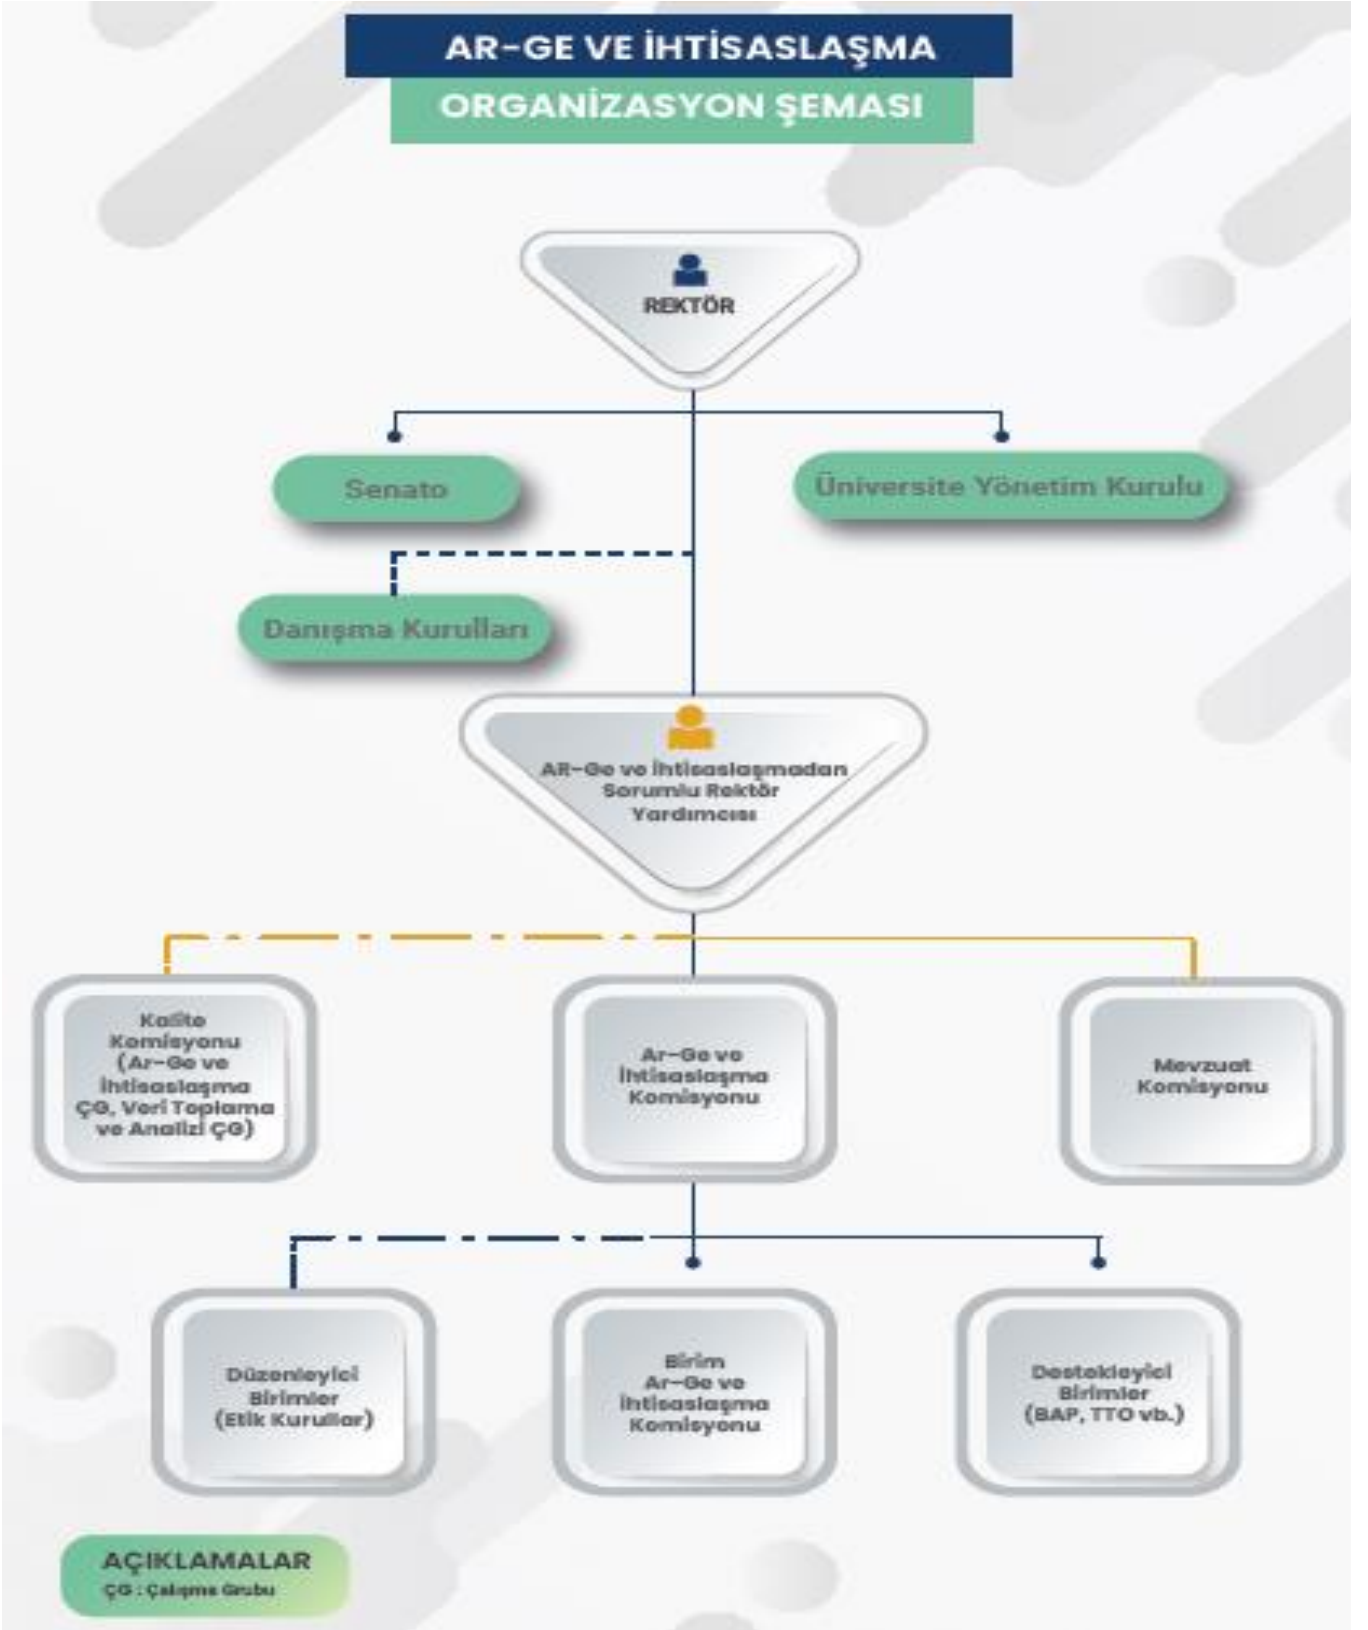 AR-GE VE İHTİSASLAŞMA
ORGANİZASYON ŞEMASI
REKTÖR
Senato
Üniversite Yönetim Kurulu
Danışma Kurulları
AR-Ge ve İhtisaslaşmadan
Sorumlu Rektör
Yardımcısı
Kalite
Komisyonu
(Ar-Ge ve
İhtisaslaşma
ÇG, Veri Toplama
ve Analizi ÇG)
Ar-Ge ve
İhtisaslaşma
Komisyonu
Mevzuat
Komisyonu
Düzenleyici
Birimler
(Etik Kurullar)
Birim
Ar-Ge ve
İhtisaslaşma
Komisyonu
Destekleyici
Birimler
(BAP, TTO vb.)
AÇIKLAMALAR
ÇG : Çalışma Grubu